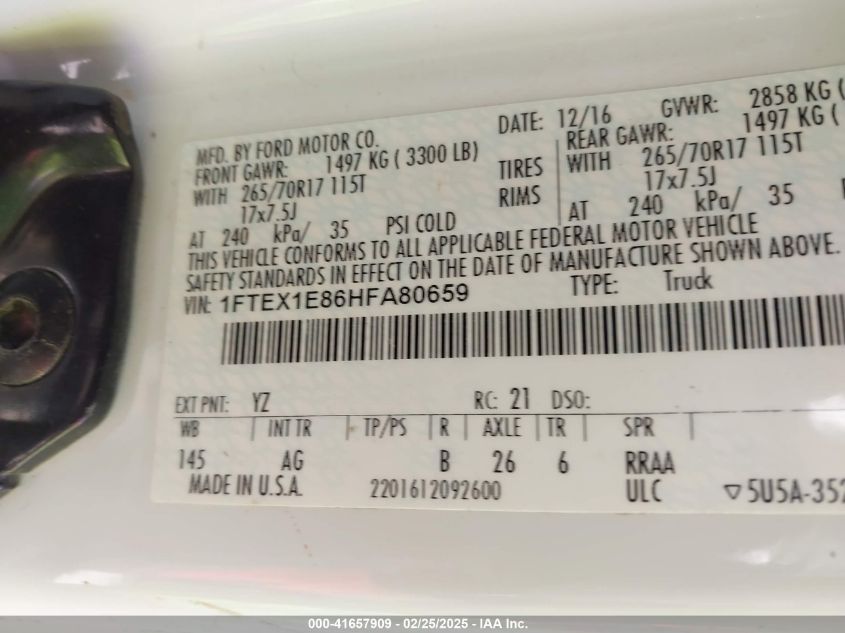 MFD. BY FORD MOTOR CO.
DATE: 12/16 GVWR: 2858 KG (
FRONT GAWR: 1497 KG ( 3300 LB)
REAR GAWR: 1497 KG (
WITH 265/70R17 115T TIRES WITH 265/70R17 115T
17x7.5J RIMS 17x7.5J
AT 240 kPa/ 35 PSI COLD AT 240 kPa/ 35
THIS VEHICLE CONFORMS TO ALL APPLICABLE FEDERAL MOTOR VEHICLE
SAFETY STANDARDS IN EFFECT ON THE DATE OF MANUFACTURE SHOWN ABOVE.
VIN: 1FTEX1E86HFA80659 TYPE: Truck
EXT PNT: YZ RC: 21 DSO:
WB INT TR TP/PS R AXLE TR SPR
145 AG B 26 6 RRAA
MADE IN U.S.A. 2201612092600 ULC ▽5U5A-352
000-41657909 - 02/25/2025 - IAA Inc.